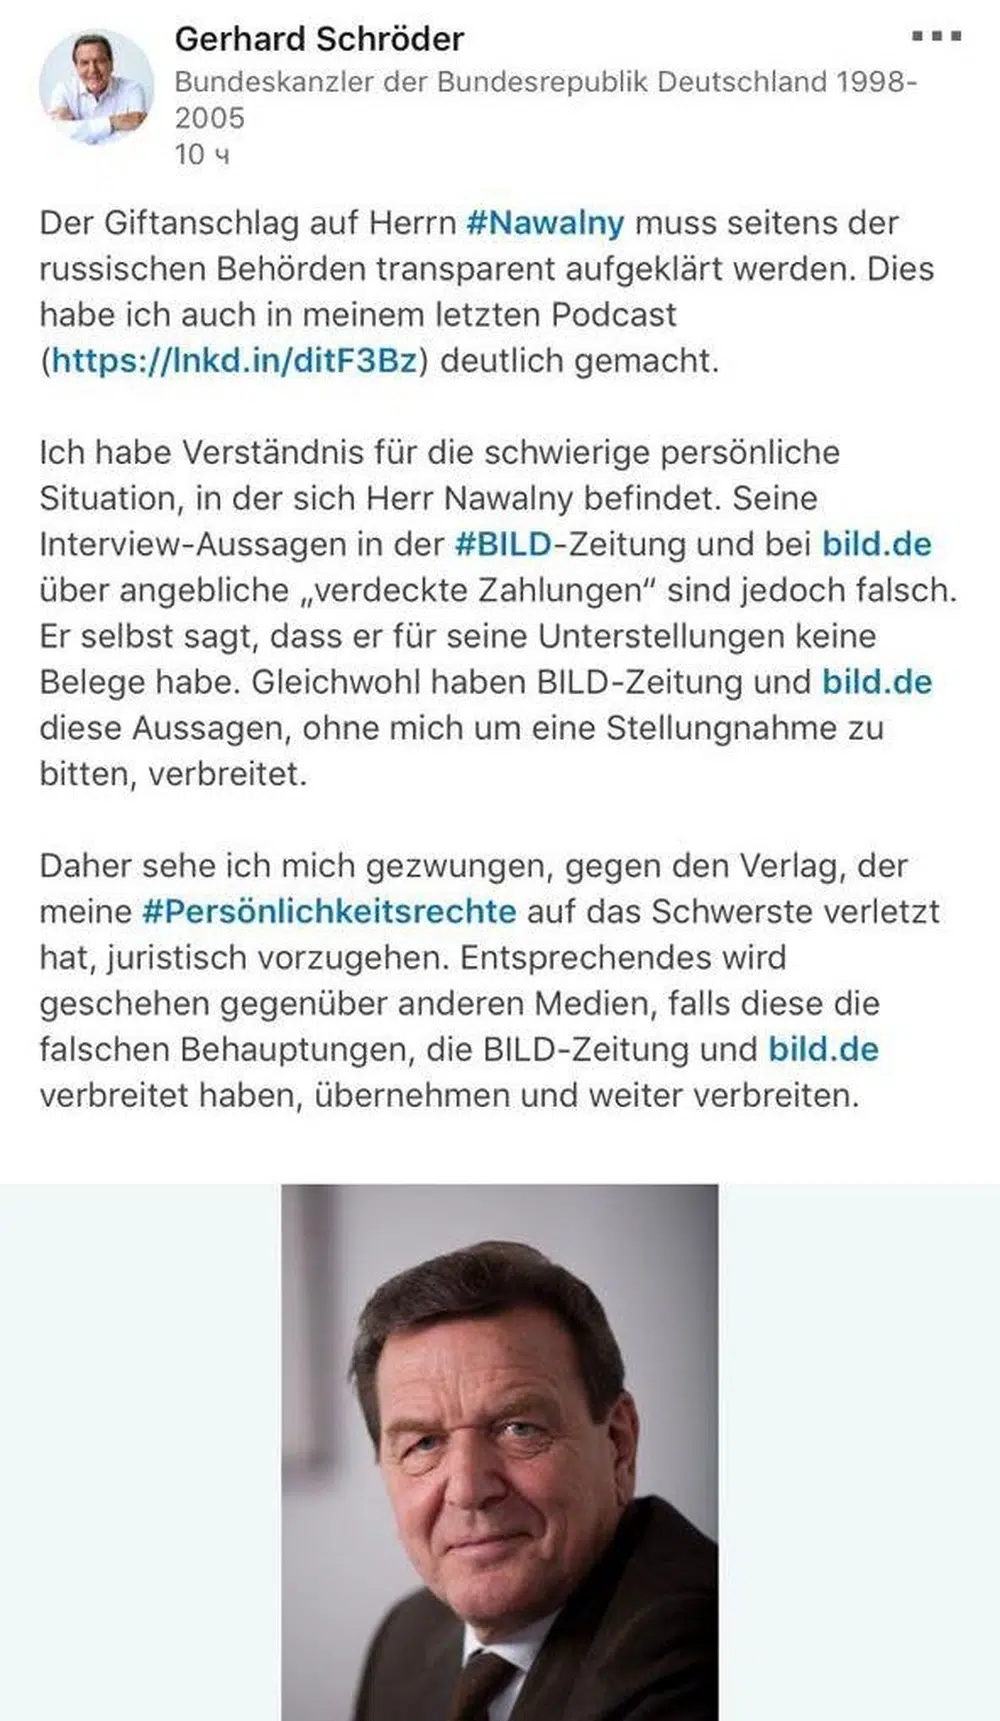 Gerhard Schröder
Bundeskanzler der Bundesrepublik Deutschland 1998-
2005
10 ч
Der Giftanschlag auf Herrn #Nawalny muss seitens der
russischen Behörden transparent aufgeklärt werden. Dies
habe ich auch in meinem letzten Podcast
(https://lnkd.in/ditF3Bz) deutlich gemacht.
Ich habe Verständnis für die schwierige persönliche
Situation, in der sich Herr Nawalny befindet. Seine
Interview-Aussagen in der #BILD-Zeitung und bei bild.de
über angebliche „verdeckte Zahlungen“ sind jedoch falsch.
Er selbst sagt, dass er für seine Unterstellungen keine
Belege habe. Gleichwohl haben BILD-Zeitung und bild.de
diese Aussagen, ohne mich um eine Stellungnahme zu
bitten, verbreitet.
Daher sehe ich mich gezwungen, gegen den Verlag, der
meine #Persönlichkeitsrechte auf das Schwerste verletzt
hat, juristisch vorzugehen. Entsprechendes wird
geschehen gegenüber anderen Medien, falls diese die
falschen Behauptungen, die BILD-Zeitung und bild.de
verbreitet haben, übernehmen und weiter verbreiten.